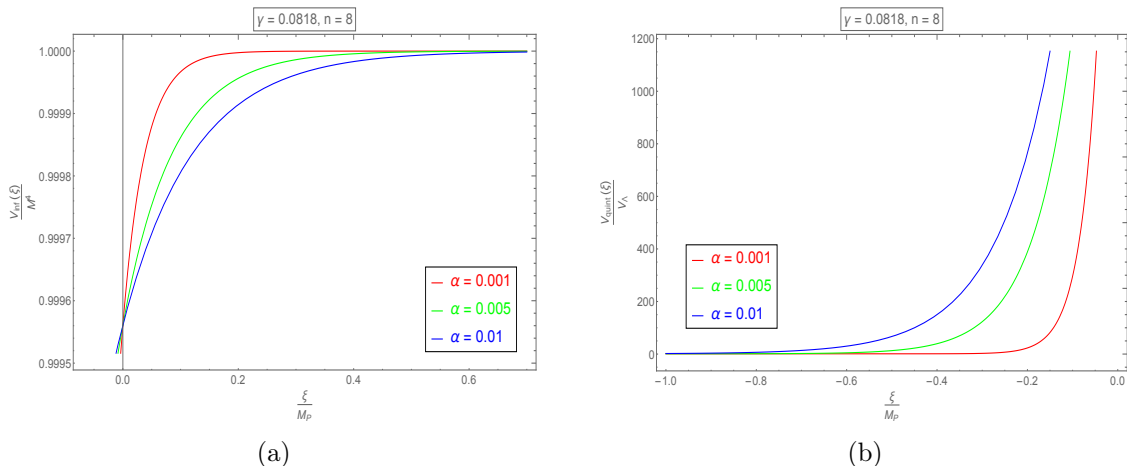 γ = 0.0818, n = 8
1.0000
0.9999
0.9998
0.9997
0.9996
0.9995
V_inf(ξ)
M⁴
α = 0.001
α = 0.005
α = 0.01
0.0 0.2 0.4 0.6
ξ
M_P
(a)
γ = 0.0818, n = 8
1200
1000
800
600
400
200
0
V_quint(ξ)
V_Λ
α = 0.001
α = 0.005
α = 0.01
-1.0 -0.8 -0.6 -0.4 -0.2 0.0
ξ
M_P
(b)